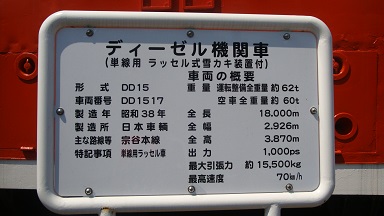 ディーゼル機関車
(単線用 ラッセル式雪カキ装置付)
車両の概要
形式 DD15 重量 運転整備全重量 約62t
車両番号 DD1517 空車全重量 約60t
製造年 昭和38年 全長 18,000m
製造所 日本車輌 全幅 2,926m
主な路線等 宗谷本線 全高 3,870m
特記事項 単線用ラッセル車 出力 1,000ps
最大引張力 約15,500kg
最高速度 70㎞/h